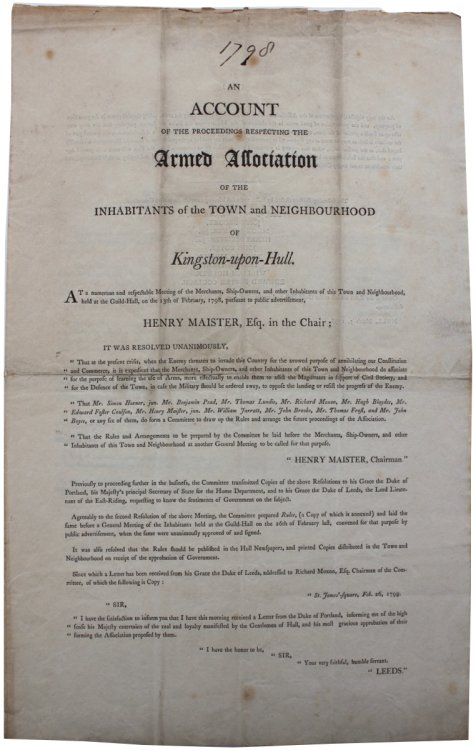 1798
AN
ACCOUNT
OF THE PROCEEDINGS RESPECTING THE
Armed Aſſociation
OF THE
INHABITANTS of the TOWN and NEIGHBOURHOOD
OF
Kingston-upon-Hull.
AT a numerous and reſpectable Meeting of the Merchants, Ship-Owners, and other Inhabitants of this Town and Neighbourhood,
held at the Guild-Hall, on the 13th of February, 1798, purſuant to public advertiſement,
HENRY MAISTER, Eſq. in the Chair;
IT WAS RESOLVED UNANIMOUSLY,
" That at the preſent criſis, when the Enemy threaten to invade this Country for the avowed purpoſe of annihilating our Conſtitution
" and Commerce, it is expedient that the Merchants, Ship-Owners, and other Inhabitants of this Town and Neighbourhood do aſſociate
" for the purpoſe of learning the uſe of Arms, more effectually to enable them to aſſiſt the Magiſtrates in ſupport of Civil Society, and
" for the Defence of the Town, in caſe the Military ſhould be ordered away, to oppoſe the landing or reſiſt the progreſs of the Enemy.
" That Mr. Simon Horner, jun. Mr. Benjamin Pead, Mr. Thomas Lundie, Mr. Richard Moxon, Mr. Hugh Blaydes, Mr.
" Edward Foſter Coulſon, Mr. Henry Maiſter, jun. Mr. William Jarratt, Mr. John Brooks, Mr. Thomas Froſt, and Mr. John
" or any ſix of them, do form a Committee to draw up the Rules and arrange the future proceedings of the Aſſociation.
" That the Rules and Arrangements to be prepared by the Committee be laid before the Merchants, Ship-Owners, and other
" Inhabitants of this Town and Neighbourhood at another General Meeting to be called for that purpoſe.
" HENRY MAISTER, Chairman."
Previouſly to proceeding further in the buſineſs, the Committee tranſmitted Copies of the above Reſolutions to his Grace the Duke of
Portland, his Majeſty's principal Secretary of State for the Home Department, and to his Grace the Duke of Leeds, the Lord Lieute-
nant of the Eaſt-Riding, requeſting to know the ſentiments of Government on the ſubject.
Agreeably to the ſecond Reſolution of the above Meeting, the Committee prepared Rules, (a Copy of which is annexed) and laid the
ſame before a General Meeting of the Inhabitants held at the Guild-Hall on the 26th of February laſt, convened for that purpoſe by
public advertiſement, when the ſame were unanimouſly approved of and ſigned.
It was alſo reſolved that the Rules ſhould be publiſhed in the Hull Newſpapers, and printed Copies diſtributed in the Town and
Neighbourhood on receipt of the approbation of Government.
Since which a Letter has been received from his Grace the Duke of Leeds, addreſſed to Richard Moxon, Eſq. Chairman of the Com-
mittee, of which the following is Copy:
" St. James'-Square, Feb. 26, 1798.
" SIR,
" I have the ſatisfaction to inform you that I have this morning received a Letter from the Duke of Portland, informing me of the high
" ſenſe his Majeſty entertains of the zeal and loyalty manifeſted by the Gentlemen of Hull, and his moſt gracious approbation of their
" forming the Aſſociation propoſed by them.
" I have the honor to be,
" SIR,
" Your very faithful, humble ſervant.
" LEEDS."